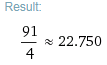 Result:
91/4 ≈ 22.750